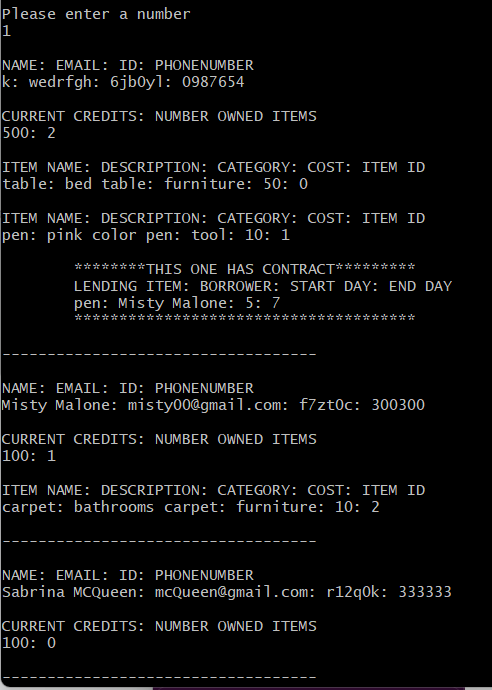 Please enter a number
1
NAME: EMAIL: ID: PHONENUMBER
k: wedrfgh: 6jb0yl: 0987654
CURRENT CREDITS: NUMBER OWNED ITEMS
500: 2
ITEM NAME: DESCRIPTION: CATEGORY: COST: ITEM ID
table: bed table: furniture: 50: 0
ITEM NAME: DESCRIPTION: CATEGORY: COST: ITEM ID
pen: pink color pen: tool: 10: 1
********THIS ONE HAS CONTRACT*********
LENDING ITEM: BORROWER: START DAY: END DAY
pen: Misty Malone: 5: 7
**************************************
-----------------------------------
NAME: EMAIL: ID: PHONENUMBER
Misty Malone: misty00@gmail.com: f7zt0c: 300300
CURRENT CREDITS: NUMBER OWNED ITEMS
100: 1
ITEM NAME: DESCRIPTION: CATEGORY: COST: ITEM ID
carpet: bathrooms carpet: furniture: 10: 2
-----------------------------------
NAME: EMAIL: ID: PHONENUMBER
Sabrina MCQueen: mcQueen@gmail.com: r12q0k: 333333
CURRENT CREDITS: NUMBER OWNED ITEMS
100: 0
-----------------------------------